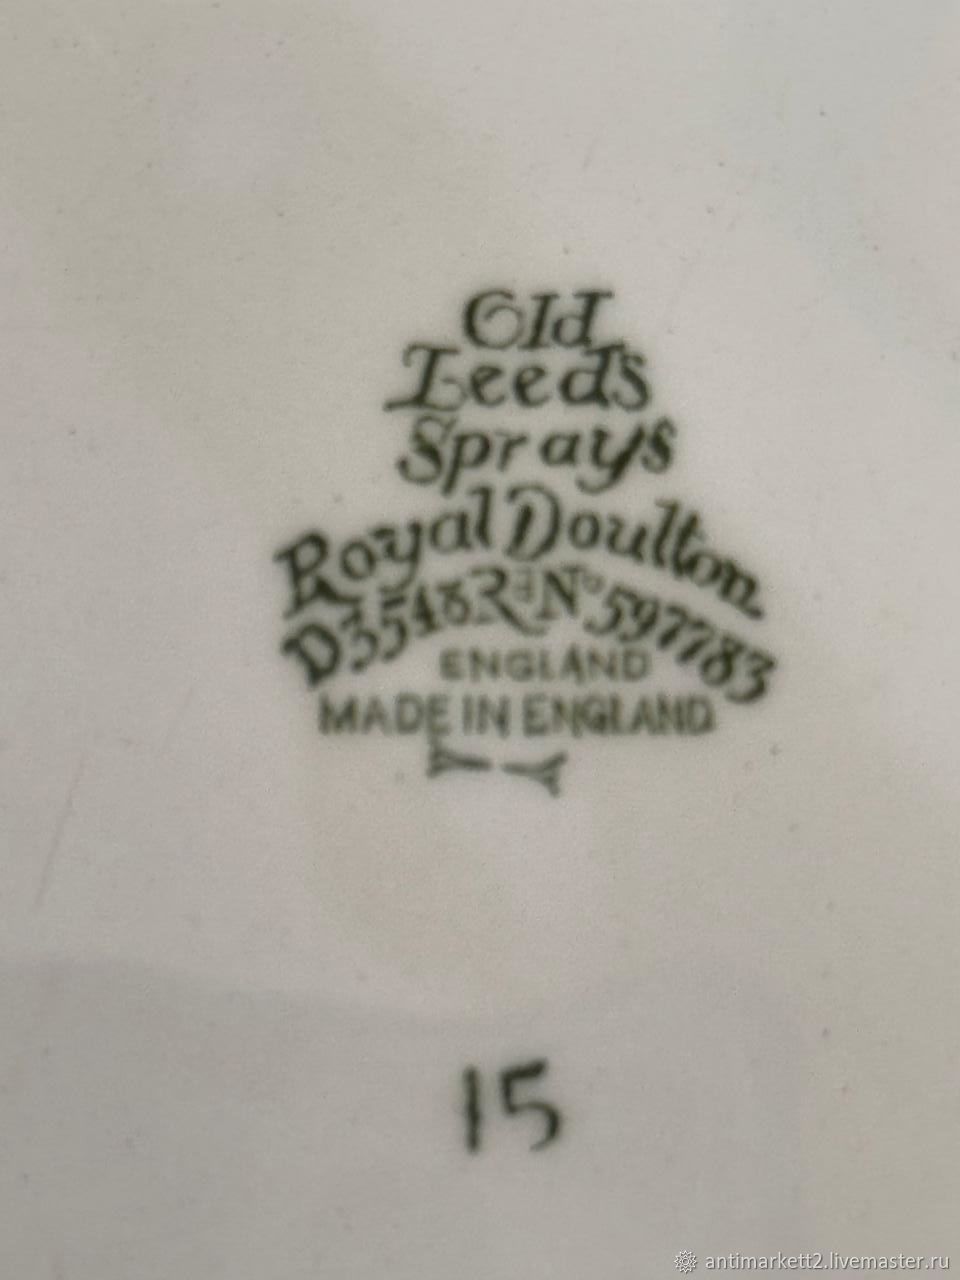 Old
Leeds
Sprays
Royal Doulton
D3548 Rd No 597783
ENGLAND
MADE IN ENGLAND
15
antimarkett2.livemaster.ru